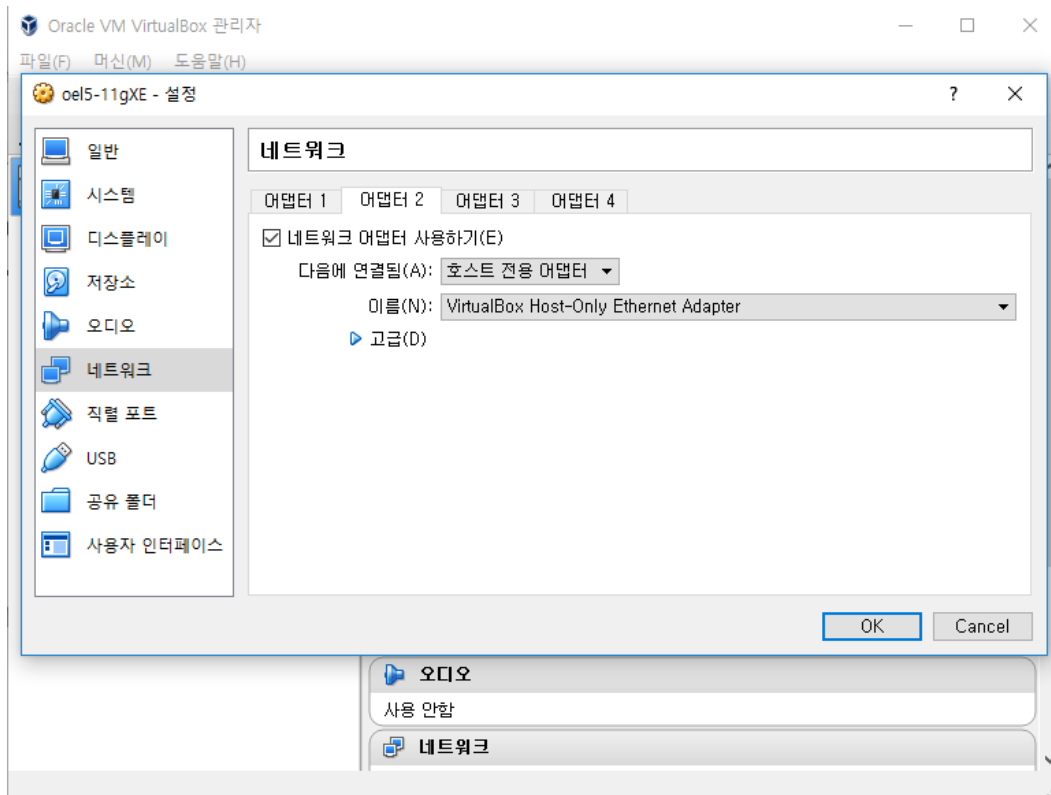 Oracle VM VirtualBox 관리자
파일(F) 머신(M) 도움말(H)
oel5-11gXE - 설정
?
일반
시스템
디스플레이
저장소
오디오
네트워크
직렬 포트
USB
공유 폴더
사용자 인터페이스
네트워크
어댑터 1 어댑터 2 어댑터 3 어댑터 4
네트워크 어댑터 사용하기(E)
다음에 연결됨(A): 호스트 전용 어댑터
이름(N): VirtualBox Host-Only Ethernet Adapter
고급(D)
OK Cancel
오디오
사용 안함
네트워크